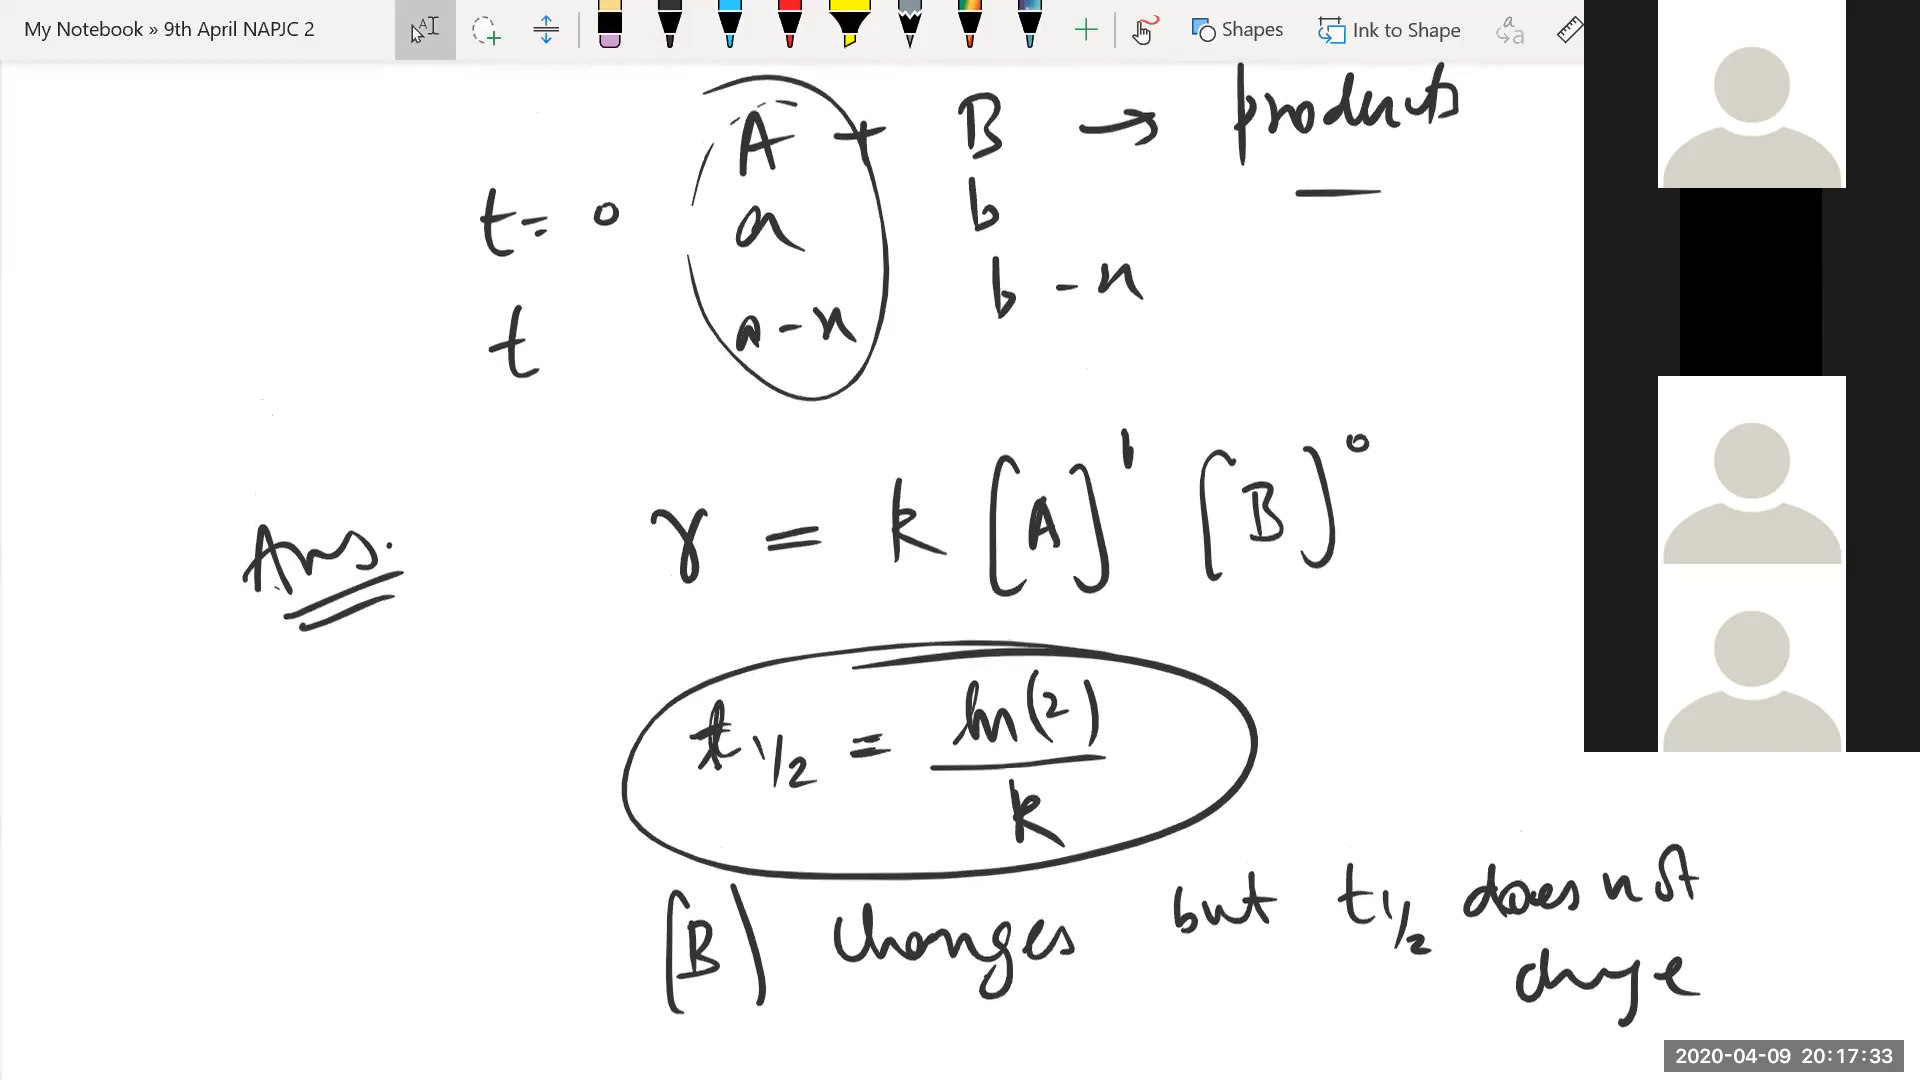 My Notebook » 9th April NAPJC 2
Shapes
Ink to Shape
A + B → products
t = 0 a b —
t a-x b-x
Ans. r = k [A]¹ [B]⁰
t 1/2 = ln(2) / k
[B] changes but t1/2 does not
change
2020-04-09 20:17:33